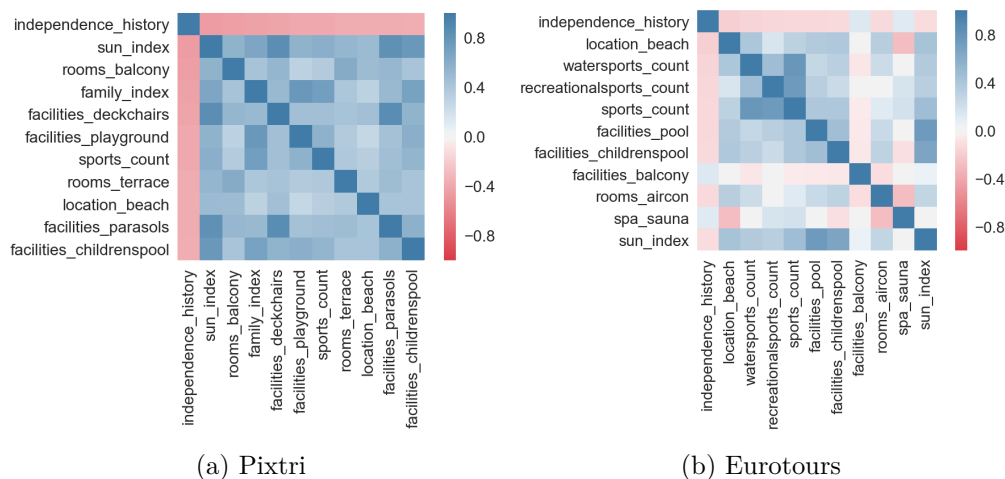 independence_history
sun_index
rooms_balcony
family_index
facilities_deckchairs
facilities_playground
sports_count
rooms_terrace
location_beach
facilities_parasols
facilities_childrenspool
0.8
0.4
0.0
−0.4
−0.8
independence_history
sun_index
rooms_balcony
family_index
facilities_deckchairs
facilities_playground
sports_count
rooms_terrace
location_beach
facilities_parasols
facilities_childrenspool
(a) Pixtri
independence_history
location_beach
watersports_count
recreationalsports_count
sports_count
facilities_pool
facilities_childrenspool
facilities_balcony
rooms_aircon
spa_sauna
sun_index
0.8
0.4
0.0
−0.4
−0.8
independence_history
location_beach
watersports_count
recreationalsports_count
sports_count
facilities_pool
facilities_childrenspool
facilities_balcony
rooms_aircon
spa_sauna
sun_index
(b) Eurotours